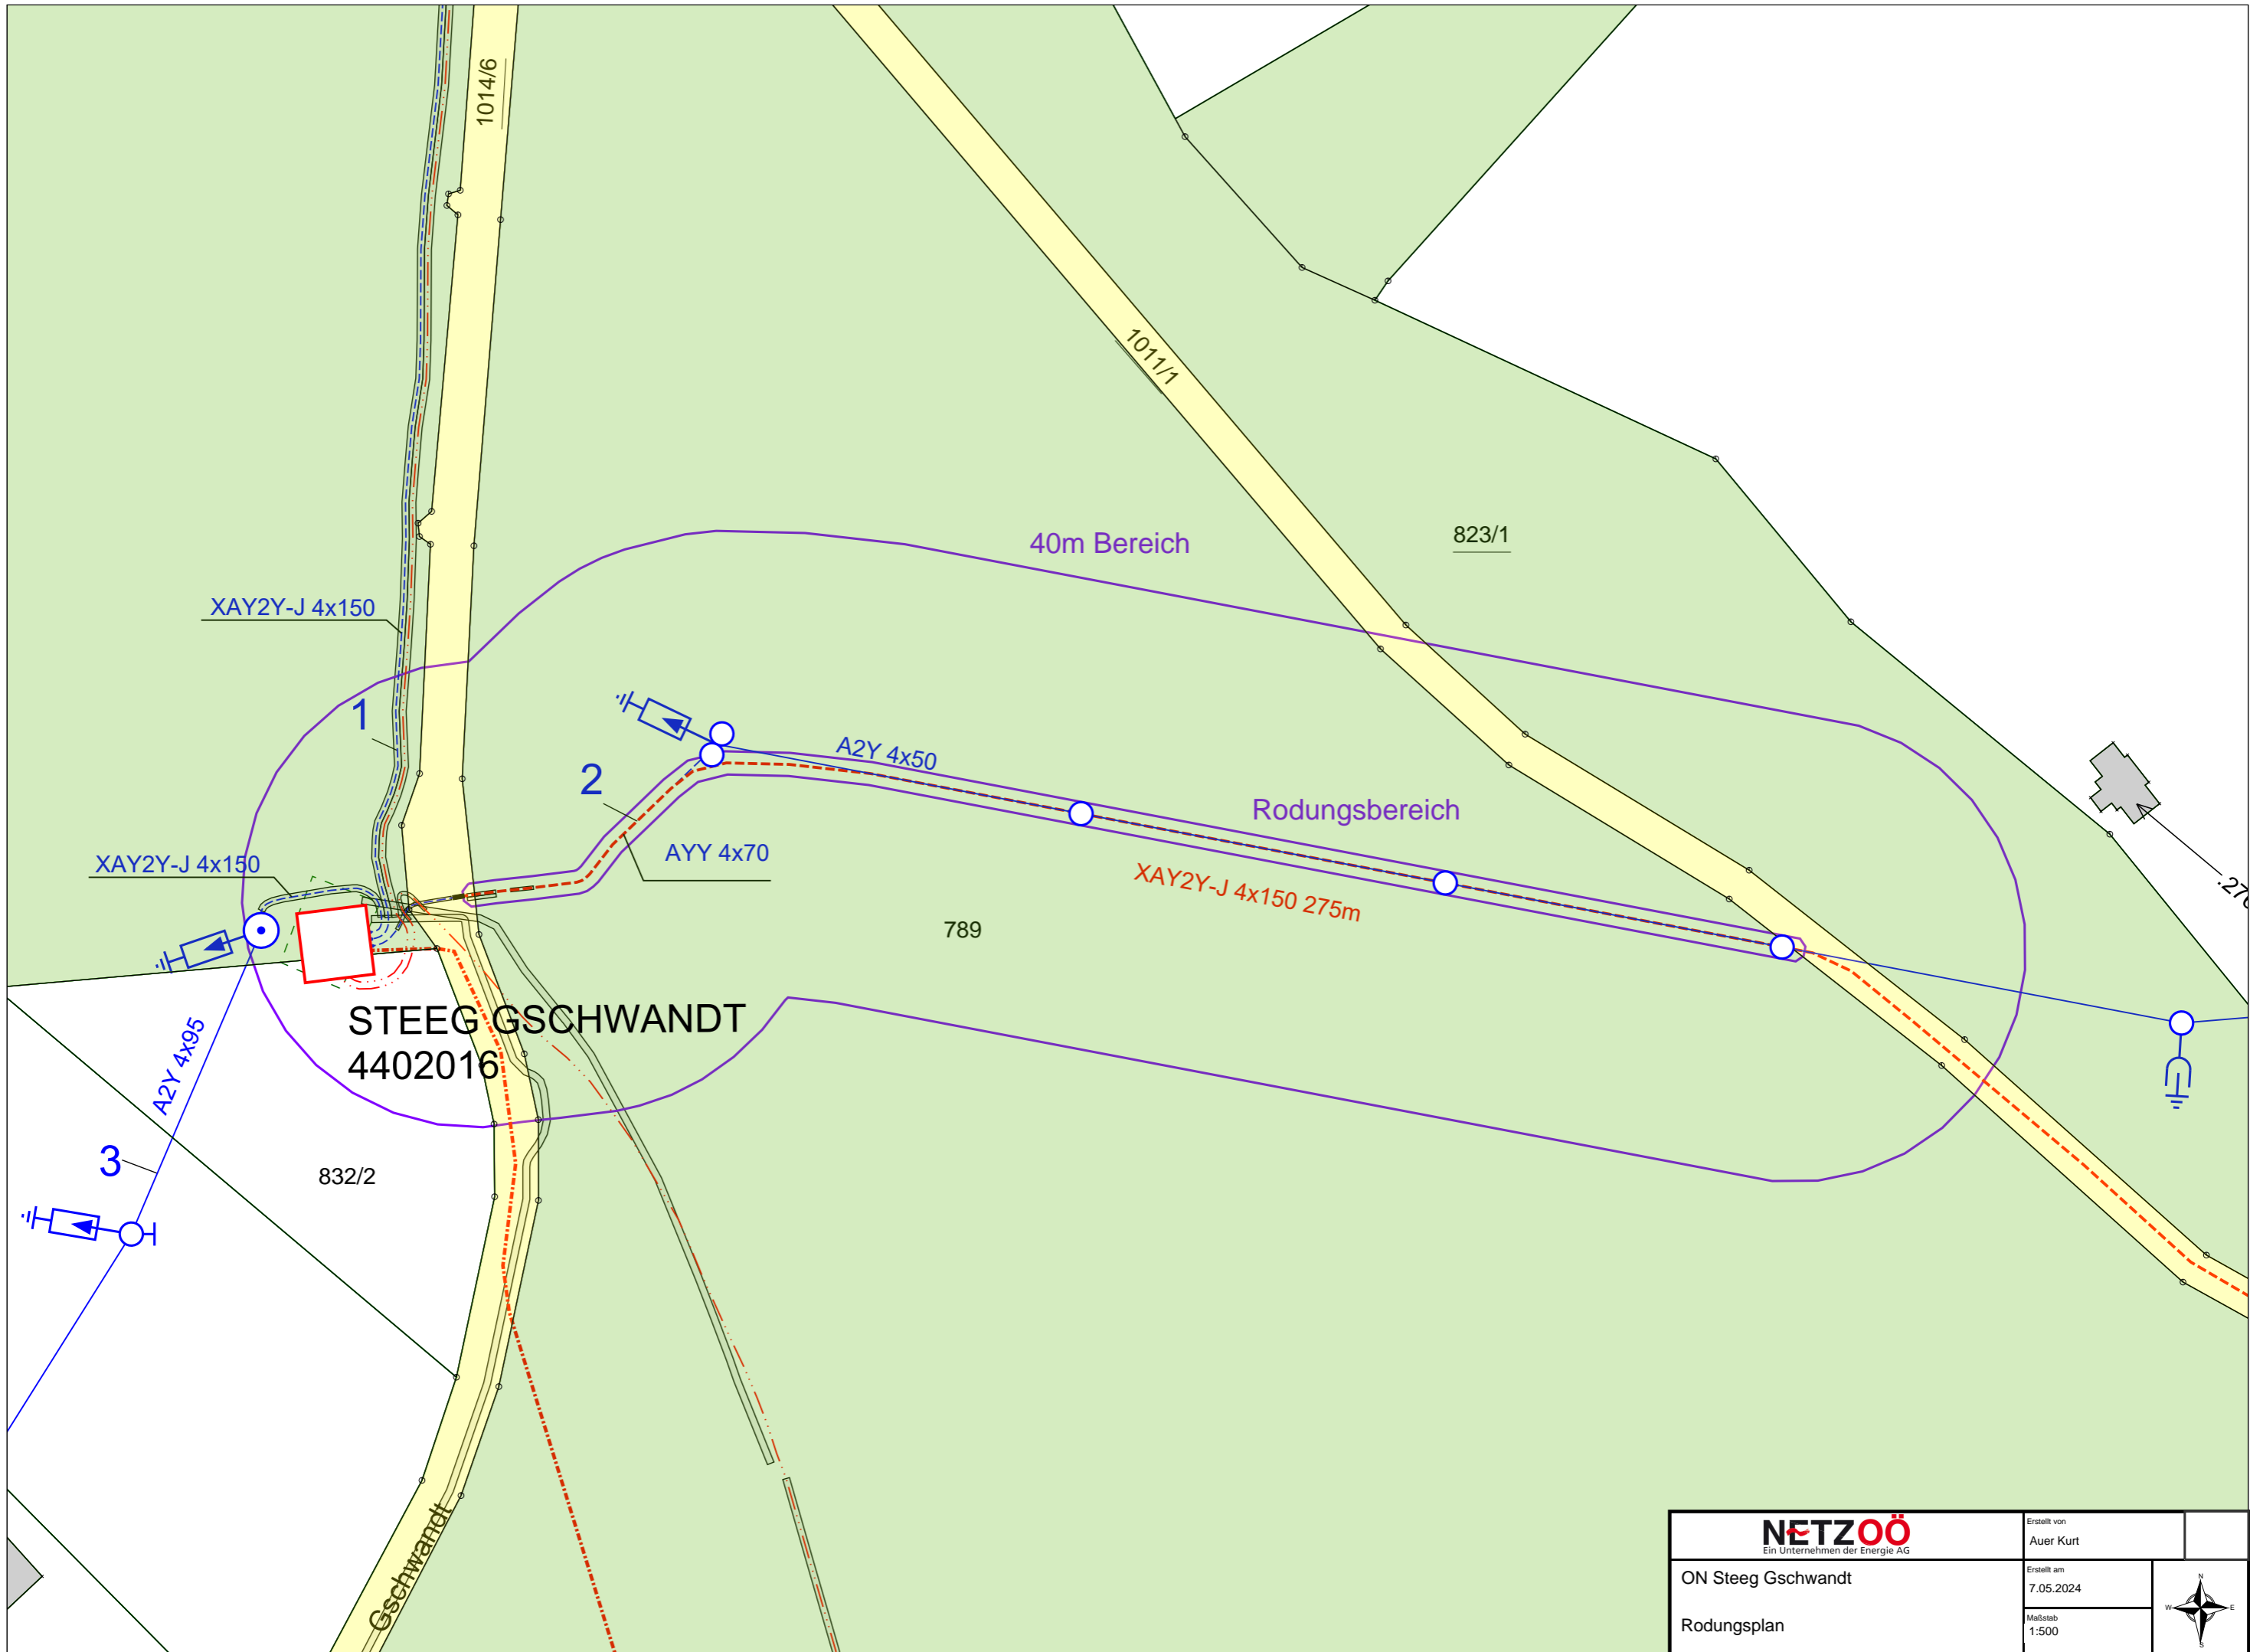 1014/6
1011/1
40m Bereich
823/1
XAY2Y-J 4x150
1
2
A2Y 4x50
Rodungsbereich
XAY2Y-J 4x150
AYY 4x70
XAY2Y-J 4x150 275m
789
STEEG GSCHWANDT
4402016
A2Y 4x95
3
832/2
Gschwandt
NETZOÖ
Ein Unternehmen der Energie AG
Erstellt von
Auer Kurt
ON Steeg Gschwandt
Erstellt am
7.05.2024
Rodungsplan
Maßstab
1:500
N
W
E
S